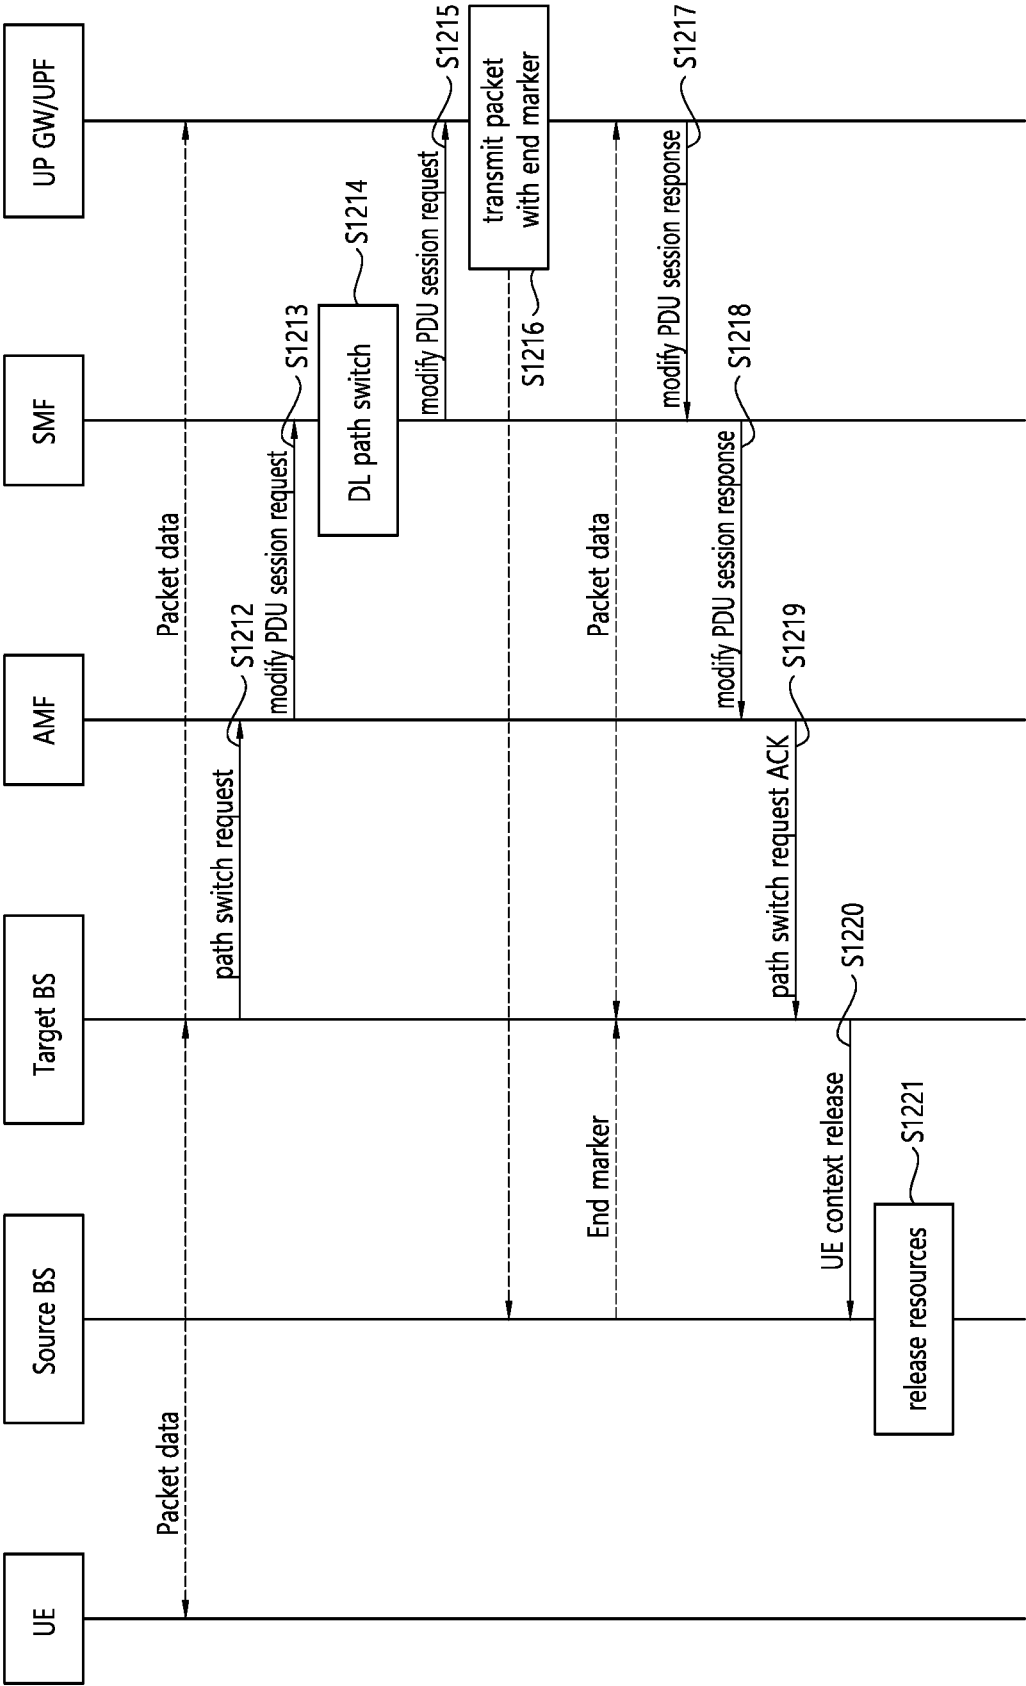 UE
Source BS
Target BS
AMF
SMF
UP GW/UPF
Packet data
Packet data
path switch request
S1212
modify PDU session request
S1213
DL path switch
S1214
modify PDU session request
S1215
transmit packet
with end marker
S1216
End marker
Packet data
modify PDU session response
S1217
modify PDU session response
S1218
path switch request ACK
S1219
UE context release
S1220
release resources
S1221